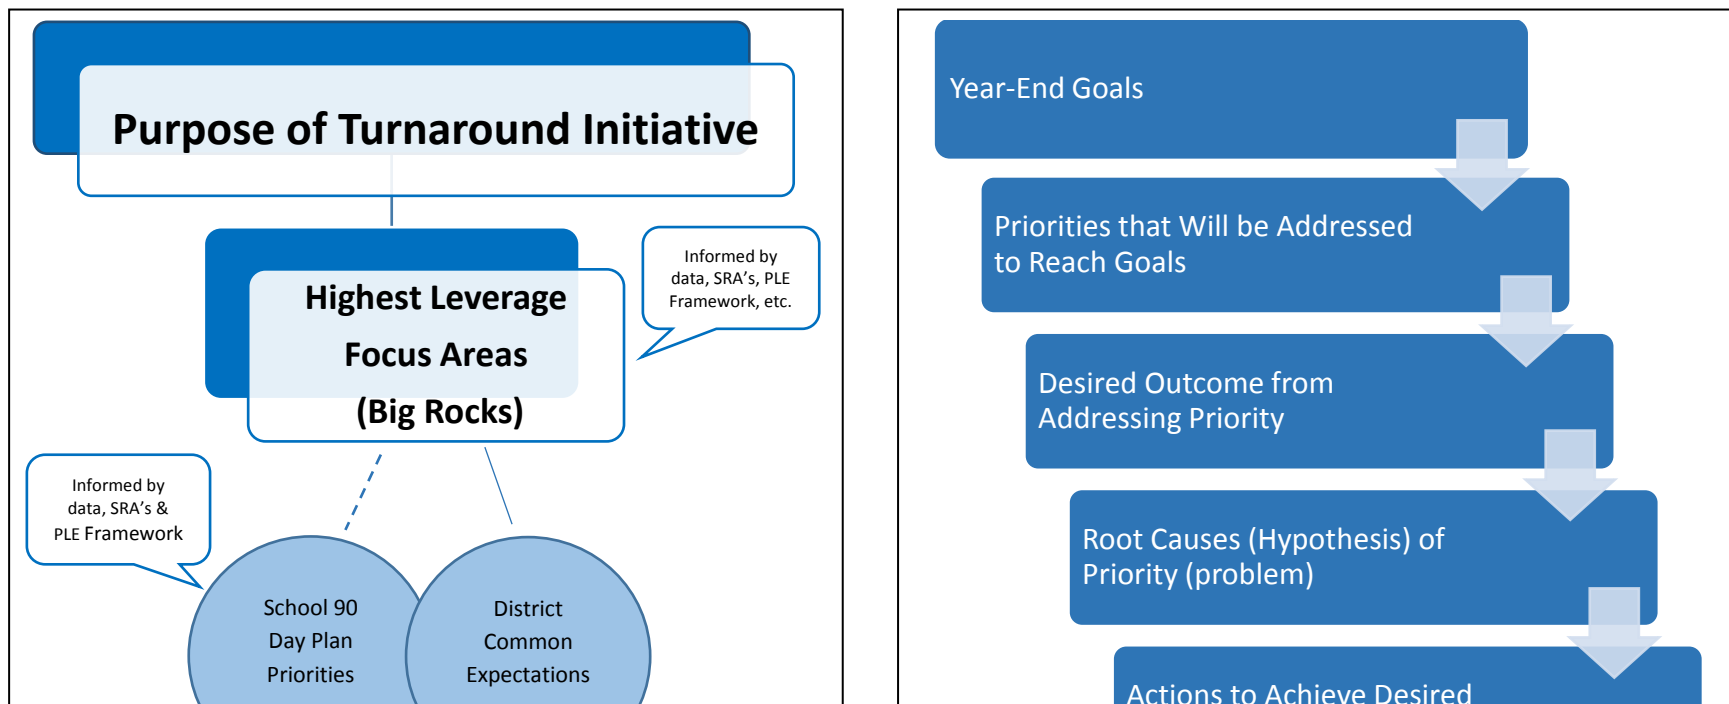 Purpose of Turnaround Initiative
Highest Leverage
Focus Areas
(Big Rocks)
Informed by
data, SRA's, PLE
Framework, etc.
Informed by
data, SRA's &
PLE Framework
School 90
Day Plan
Priorities
District
Common
Expectations
Year-End Goals
Priorities that Will be Addressed
to Reach Goals
Desired Outcome from
Addressing Priority
Root Causes (Hypothesis) of
Priority (problem)
Actions to Achieve Desired